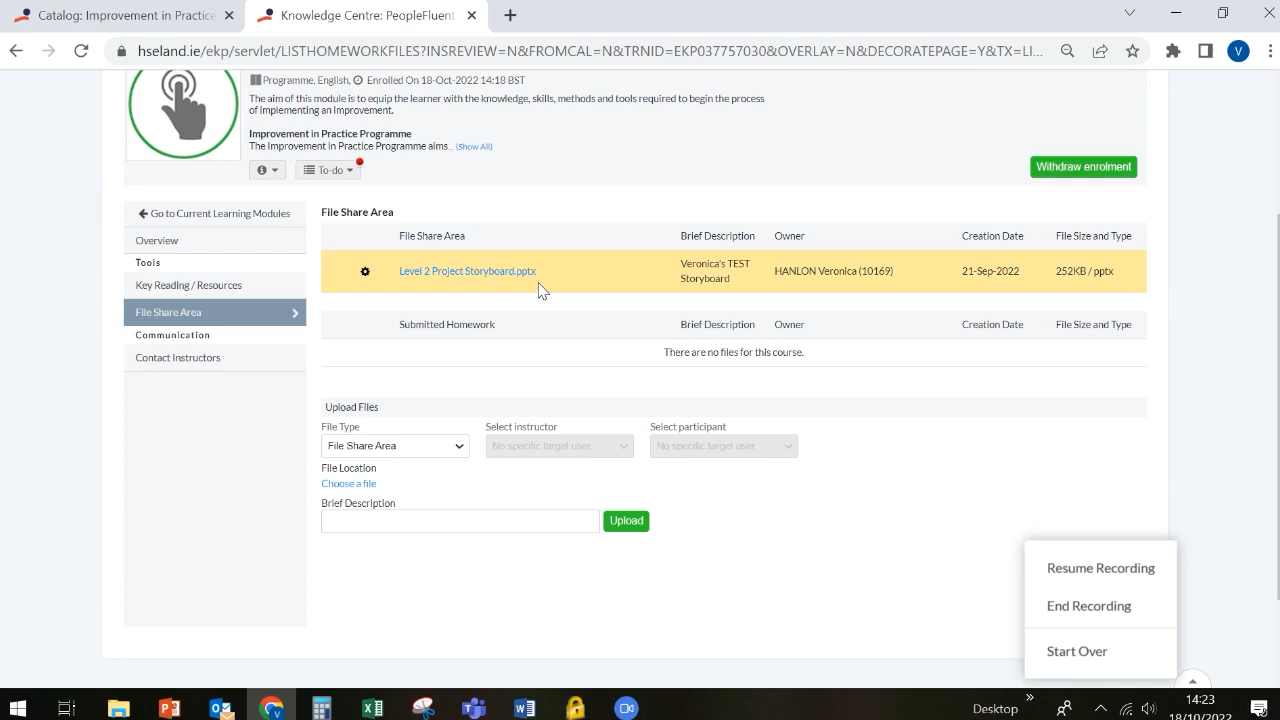 Catalog: Improvement in Practice
Knowledge Centre: PeopleFluent
hseland.ie/ekp/servlet/LISTHOMEWORKFILES?INSREVIEW=N&FROMCAL=N&TRNID=EKP037757030&OVERLAY=N&DECORATEPAGE=Y&TX=LI...
V
Programme, English, Enrolled On 18-Oct-2022 14:18 BST
The aim of this module is to equip the learner with the knowledge, skills, methods and tools required to begin the process
of implementing an Improvement.
Improvement in Practice Programme
The Improvement in Practice Programme aims... (Show All)
To-do
Withdraw enrolment
Go to Current Learning Modules
Overview
Tools
Key Reading / Resources
File Share Area
Communication
Contact Instructors
File Share Area
File Share Area Brief Description Owner Creation Date File Size and Type
Level 2 Project Storyboard.pptx Veronica's TEST Storyboard HANLON Veronica (10169) 21-Sep-2022 252KB / pptx
Submitted Homework Brief Description Owner Creation Date File Size and Type
There are no files for this course.
Upload Files
File Type Select instructor Select participant
File Share Area No specific target user No specific target user
File Location
Choose a file
Brief Description
Upload
Resume Recording
End Recording
Start Over
Desktop
14:23
18/10/2022